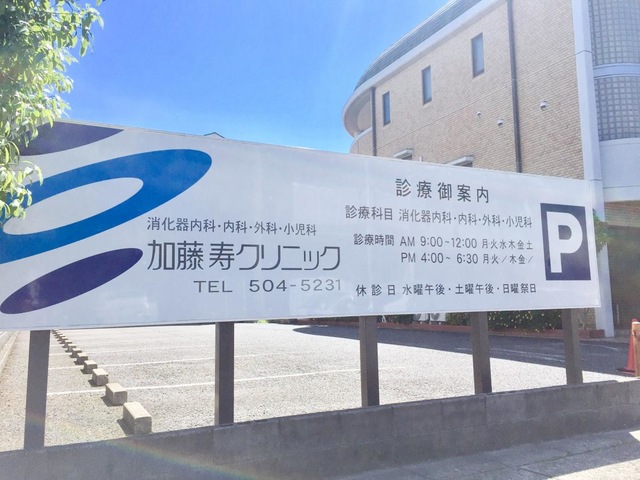 消化器内科・内科・外科・小児科
加藤寿クリニック
TEL 504-5231
診療御案内
診療科目 消化器内科・内科・外科・小児科
診療時間 AM 9:00~12:00 月火水木金土
PM 4:00~ 6:30 月火/木金/
休診日 水曜午後・土曜午後・日曜祭日
P